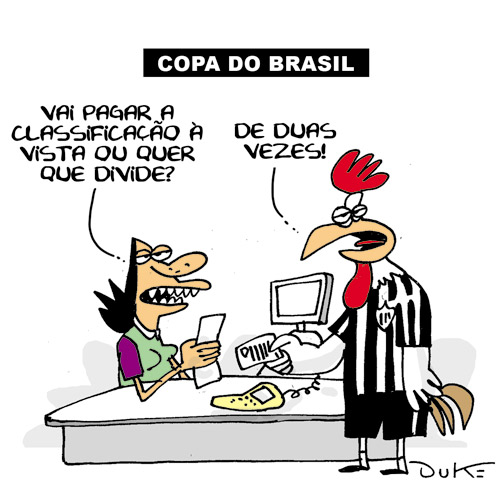 COPA DO BRASIL
VAI PAGAR A
CLASSIFICAÇÃO À
VISTA OU QUER
QUE DIVIDE?
DE DUAS
VEZES!
DUKE